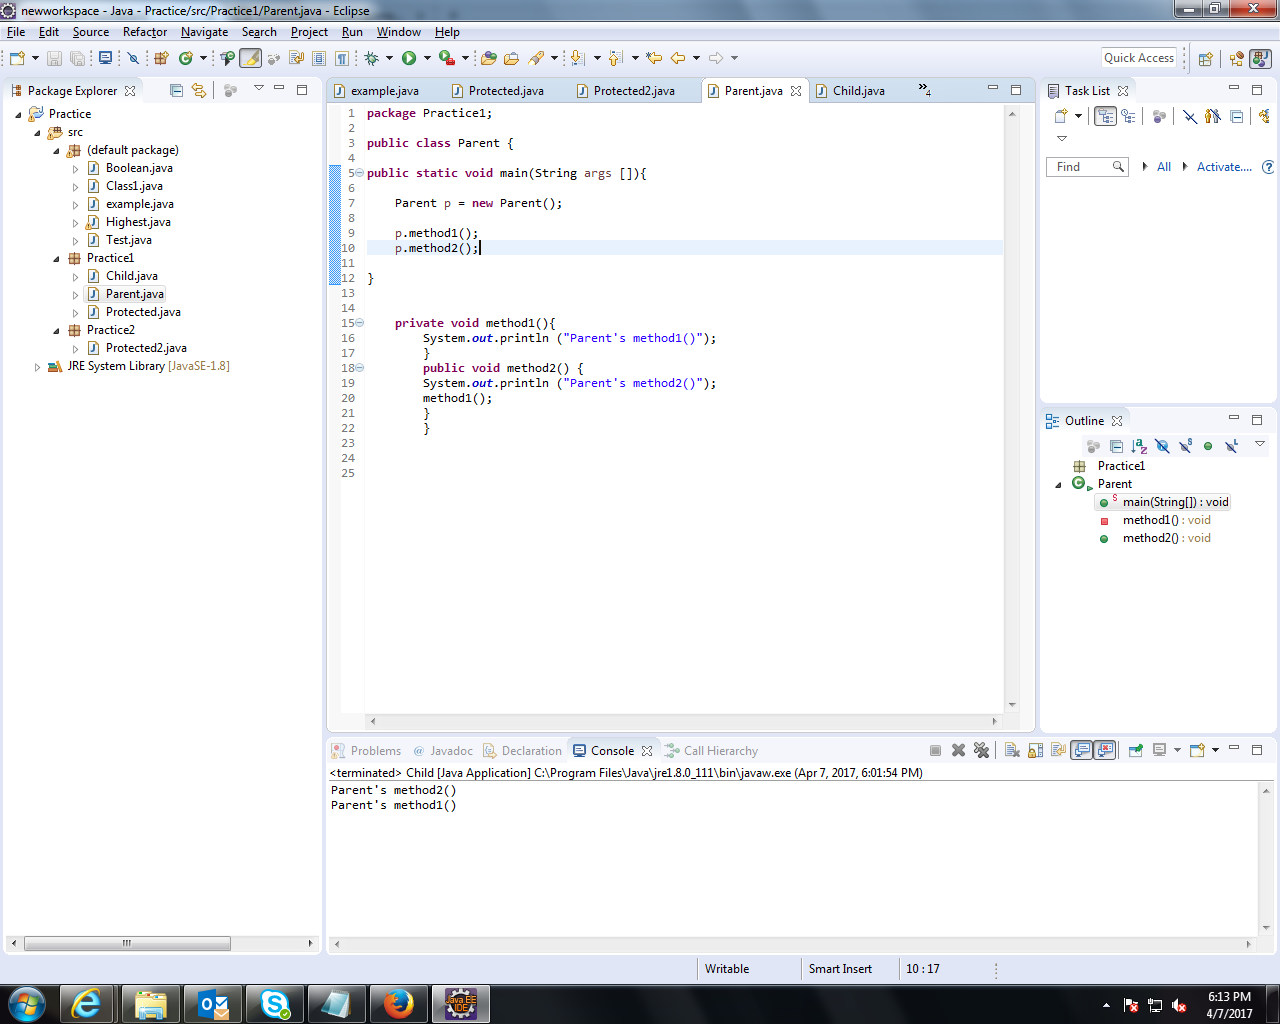 newworkspace - Java - Practice/src/Practice1/Parent.java - Eclipse
File Edit Source Refactor Navigate Search Project Run Window Help
Quick Access
Package Explorer
Practice
src
(default package)
Boolean.java
Class1.java
example.java
Highest.java
Test.java
Practice1
Child.java
Parent.java
Protected.java
Practice2
Protected2.java
JRE System Library [JavaSE-1.8]
example.java Protected.java Protected2.java Parent.java Child.java »4
1 package Practice1;
2
3 public class Parent {
4
5 public static void main(String args []){
6
7 Parent p = new Parent();
8
9 p.method1();
10 p.method2();
11
12 }
13
14
15 private void method1(){
16 System.out.println ("Parent's method1()");
17 }
18 public void method2() {
19 System.out.println ("Parent's method2()");
20 method1();
21 }
22 }
23
24
25
Task List
Find All Activate....
Outline
Practice1
Parent
main(String[]) : void
method1() : void
method2() : void
Problems @ Javadoc Declaration Console Call Hierarchy
<terminated> Child [Java Application] C:\Program Files\Java\jre1.8.0_111\bin\javaw.exe (Apr 7, 2017, 6:01:54 PM)
Parent's method2()
Parent's method1()
Writable Smart Insert 10 : 17
Java EE
IDE
6:13 PM
4/7/2017